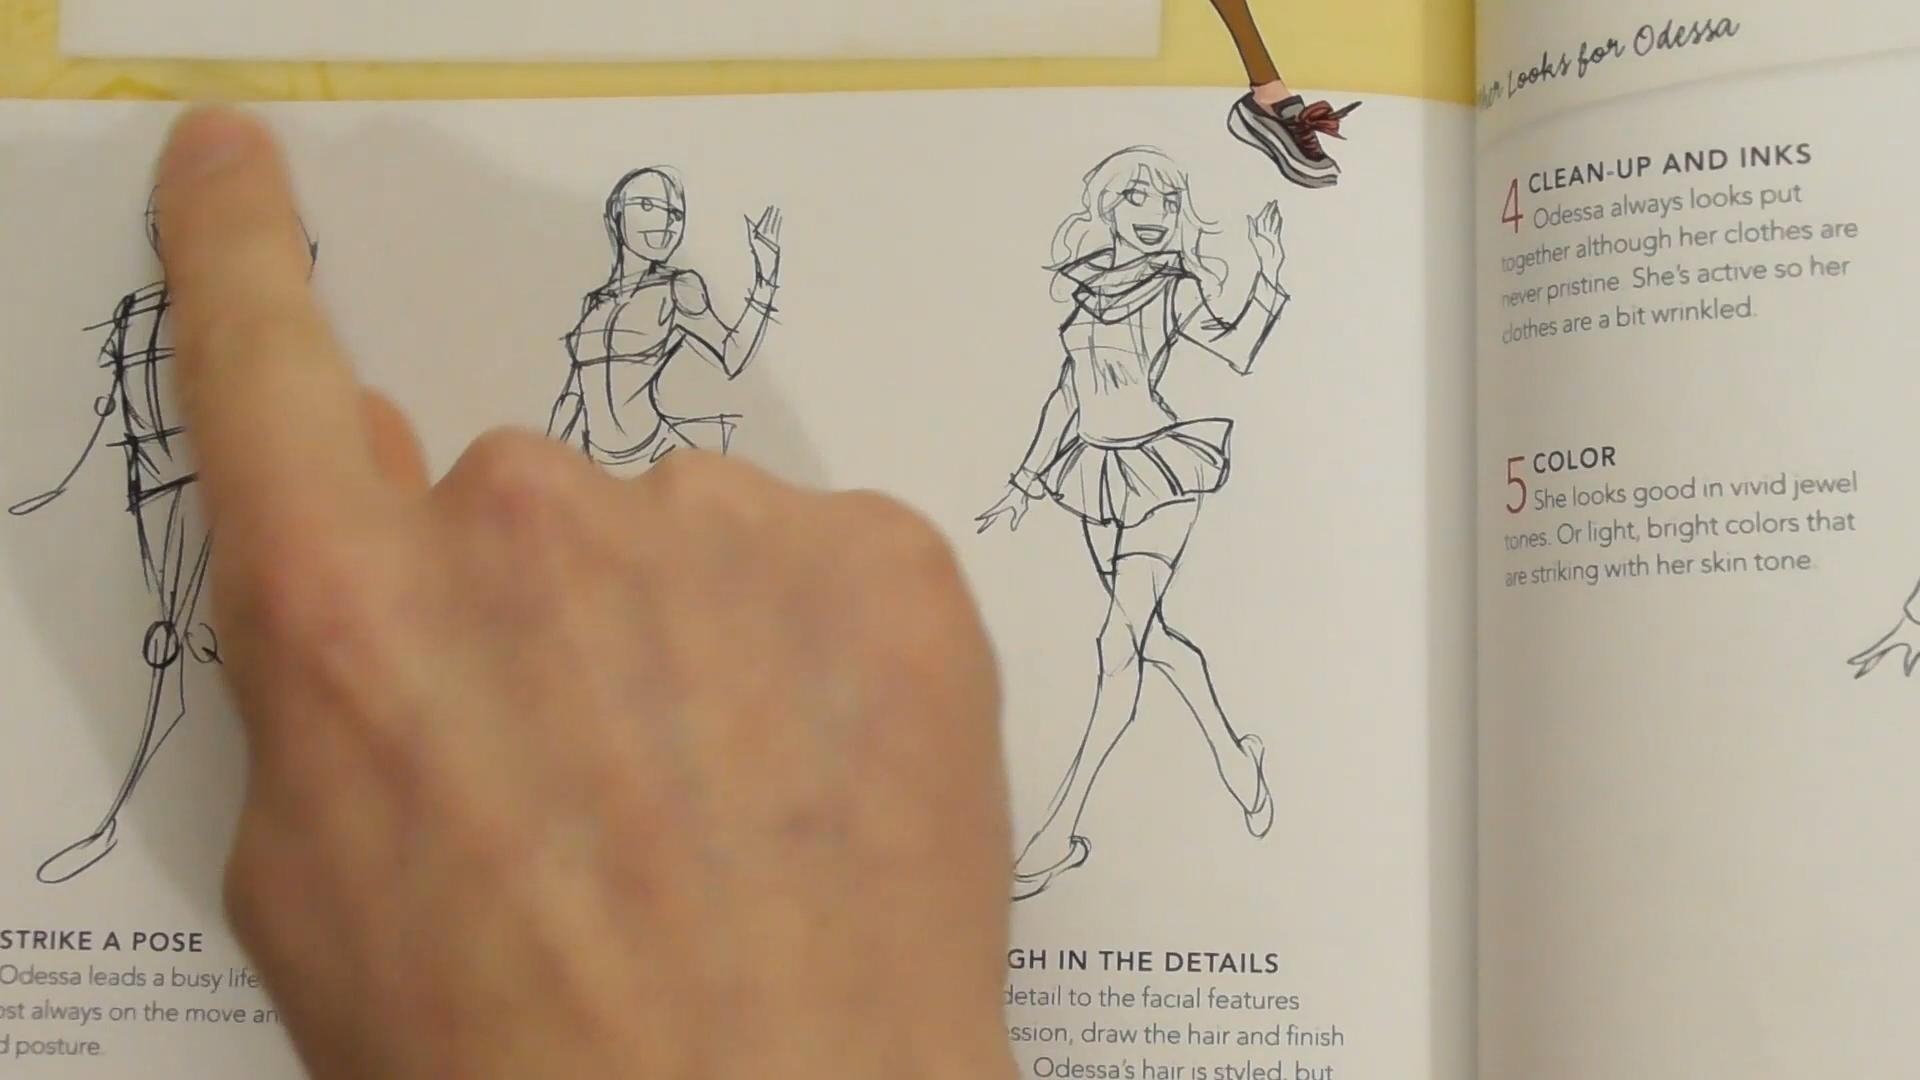 Looks for Odessa
4 CLEAN-UP AND INKS
Odessa always looks put
together although her clothes are
never pristine. She's active so her
clothes are a bit wrinkled.
5 COLOR
She looks good in vivid jewel
tones. Or light, bright colors that
are striking with her skin tone.
STRIKE A POSE
Odessa leads a busy life
always on the move
posture.
IN THE DETAILS
detail to the facial features
draw the hair and finish
Odessa's hair is styled, but